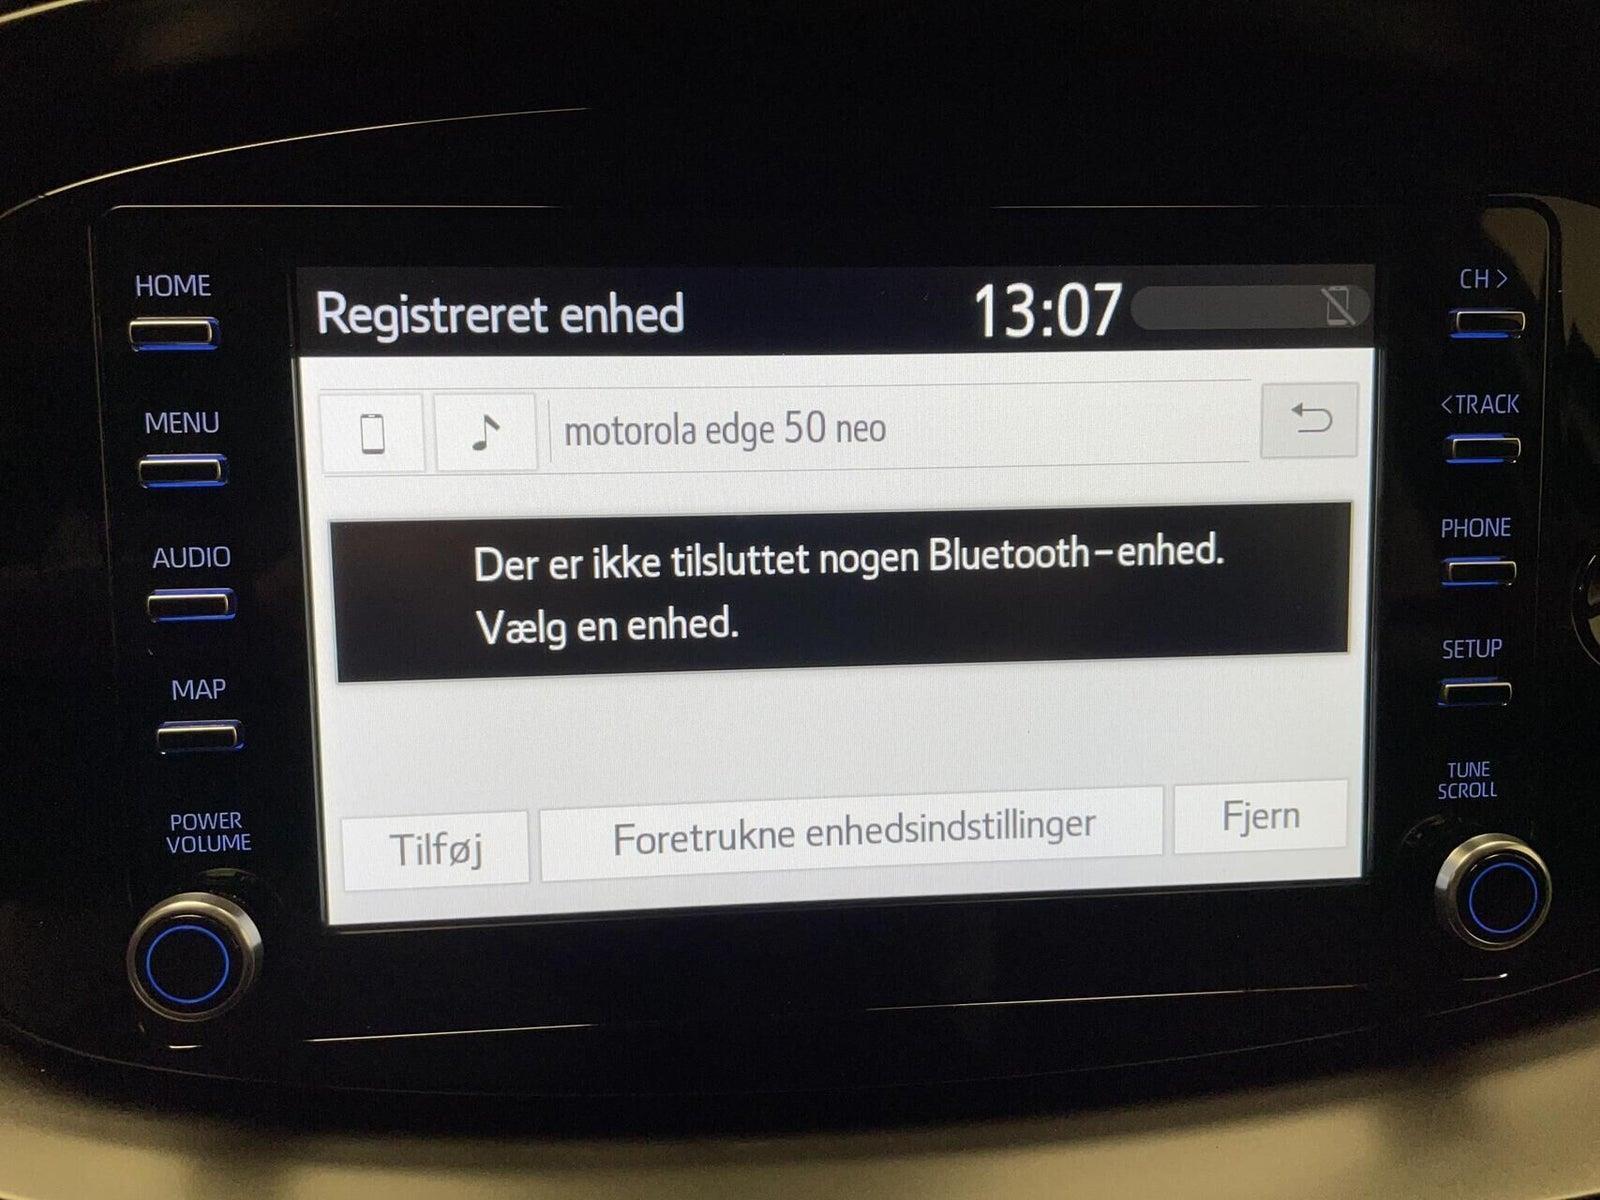 HOME
MENU
AUDIO
MAP
POWER
VOLUME
Registreret enhed
13:07
motorola edge 50 neo
Der er ikke tilsluttet nogen Bluetooth-enhed.
Vælg en enhed.
Tilføj
Foretrukne enhedsindstillinger
Fjern
CH >
< TRACK
PHONE
SETUP
TUNE
SCROLL